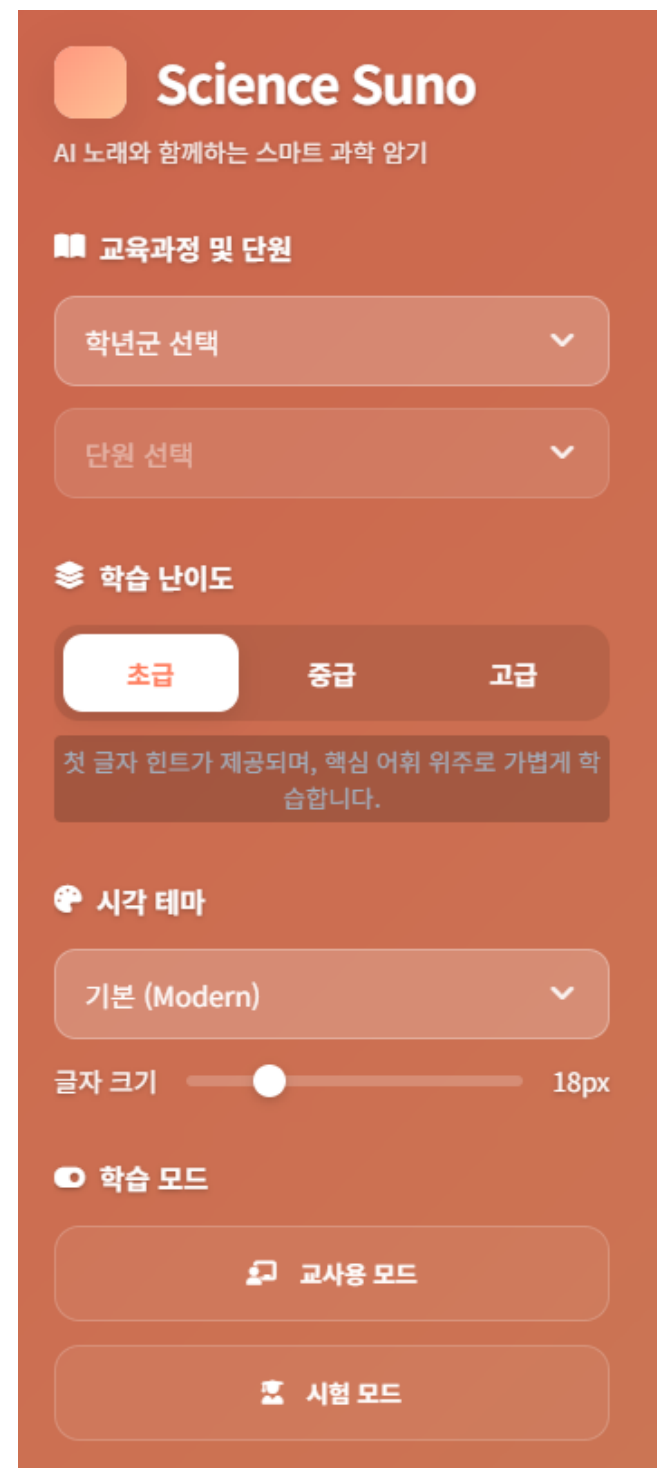 Science Suno
AI 노래와 함께하는 스마트 과학 암기
교육과정 및 단원
학년군 선택
단원 선택
학습 난이도
초급 중급 고급
첫 글자 힌트가 제공되며, 핵심 어휘 위주로 가볍게 학
습합니다.
시각 테마
기본 (Modern)
글자 크기 18px
학습 모드
교사용 모드
시험 모드